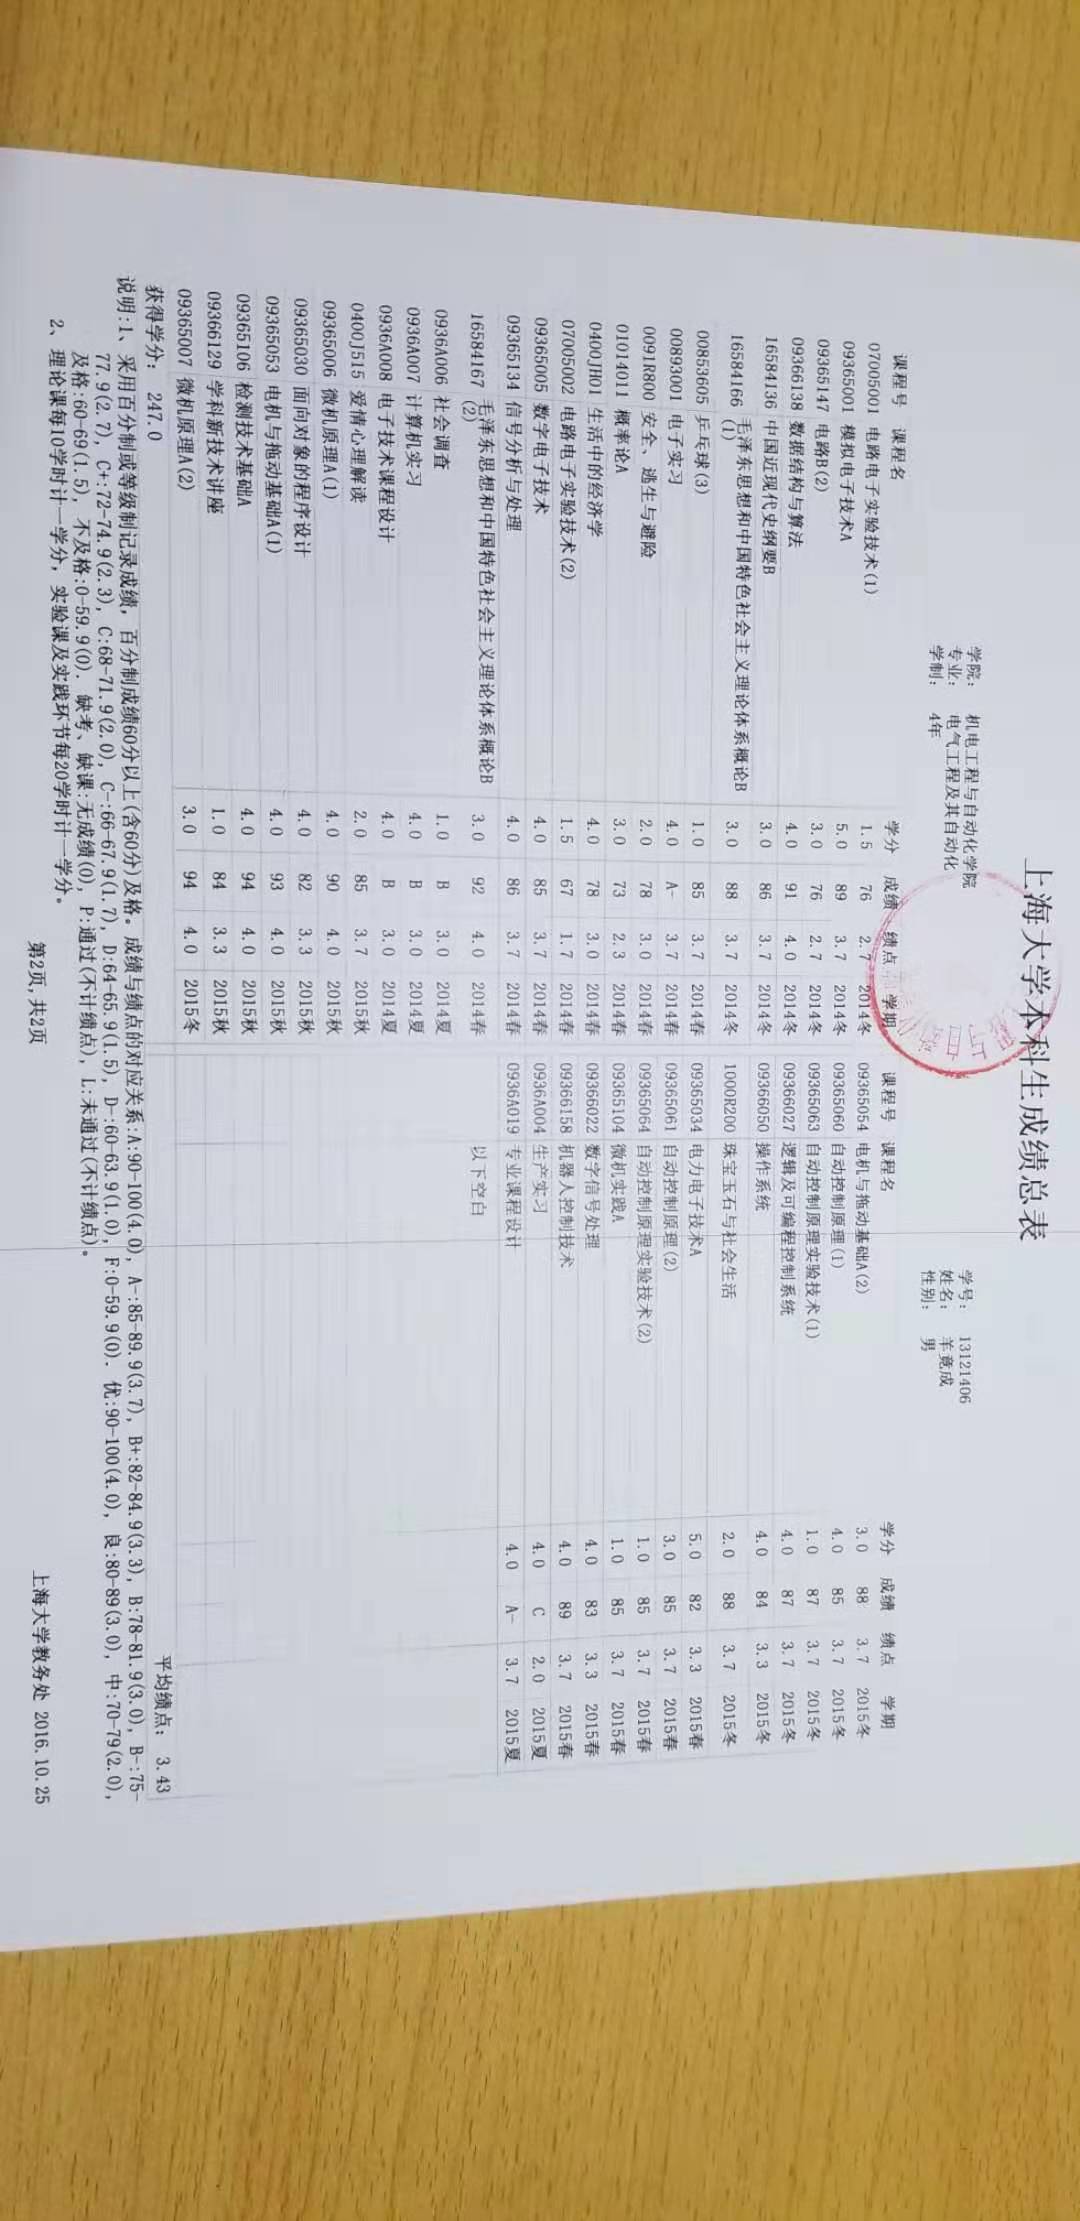 上海大学本科生成绩总表
学院： 机电工程与自动化学院
专业： 电气工程及其自动化
学制： 4年
学号： 13121406
姓名： 羊竟成
性别： 男
课程号 课程名 学分 成绩 绩点 学期
07005001 电路电子实验技术(1) 1.5 76 2.7 2014冬
09365001 模拟电子技术A 5.0 89 3.7 2014冬
09365147 电路B(2) 3.0 76 2.7 2014冬
09366138 数据结构与算法 4.0 91 4.0 2014冬
16584136 中国近现代史纲要B 3.0 86 3.7 2014冬
16584166 毛泽东思想和中国特色社会主义理论体系概论B
(1) 3.0 88 3.7 2014冬
00853605 乒乓球(3) 1.0 85 3.7 2014春
00893001 电子实习 4.0 A- 3.7 2014春
0091R800 安全、逃生与避险 2.0 78 3.0 2014春
01014011 概率论A 3.0 73 2.3 2014春
0400JH01 生活中的经济学 4.0 78 3.0 2014春
07005002 电路电子实验技术(2) 1.5 67 1.7 2014春
09365005 数字电子技术 4.0 85 3.7 2014春
09365134 信号分析与处理 4.0 86 3.7 2014春
16584167 毛泽东思想和中国特色社会主义理论体系概论B
(2) 3.0 92 4.0 2014春
0936A006 社会调查 1.0 B 3.0 2014夏
0936A007 计算机实习 4.0 B 3.0 2014夏
0936A008 电子技术课程设计 4.0 B 3.0 2014夏
0400J515 爱情心理解读 2.0 85 3.7 2015秋
09365006 微机原理A(1) 4.0 90 4.0 2015秋
09365030 面向对象的程序设计 4.0 82 3.3 2015秋
09365053 电机与拖动基础A(1) 4.0 93 4.0 2015秋
09365106 检测技术基础A 4.0 94 4.0 2015秋
09366129 学科新技术讲座 1.0 84 3.3 2015秋
09365007 微机原理A(2) 3.0 94 4.0 2015冬
课程号 课程名 学分 成绩 绩点 学期
09365054 电机与拖动基础A(2) 3.0 88 3.7 2015冬
09365060 自动控制原理(1) 4.0 85 3.7 2015冬
09365063 自动控制原理实验技术(1) 1.0 87 3.7 2015冬
09366027 逻辑及可编程控制系统 4.0 87 3.7 2015冬
09366050 操作系统 4.0 84 3.3 2015冬
1000R200 珠宝玉石与社会生活 2.0 88 3.7 2015冬
09365034 电力电子技术A 5.0 82 3.3 2015春
09365061 自动控制原理(2) 3.0 85 3.7 2015春
09365064 自动控制原理实验技术(2) 1.0 85 3.7 2015春
09365104 微机实践A 1.0 85 3.7 2015春
09366022 数字信号处理 4.0 83 3.3 2015春
09366158 机器人控制技术 4.0 89 3.7 2015春
0936A004 生产实习 4.0 C 2.0 2015夏
0936A019 专业课程设计 4.0 A- 3.7 2015夏
以下空白
获得学分： 247.0
平均绩点： 3.43
说明:1、采用百分制或等级制记录成绩，百分制成绩60分以上(含60分)及格。成绩与绩点的对应关系:A:90-100(4.0), A-:85-89.9(3.7), B+:82-84.9(3.3), B:78-81.9(3.0), B-:75-
77.9(2.7), C+:72-74.9(2.3), C:68-71.9(2.0), C-:66-67.9(1.7), D:64-65.9(1.5), D-:60-63.9(1.0), F:0-59.9(0). 优:90-100(4.0), 良:80-89(3.0), 中:70-79(2.0),
及格:60-69(1.5), 不及格:0-59.9(0). 缺考、缺课:无成绩(0), P:通过(不计绩点), L:未通过(不计绩点)。
2、理论课每10学时计一学分，实验课及实践环节每20学时计一学分。
第2页, 共2页
上海大学教务处 2016.10.25